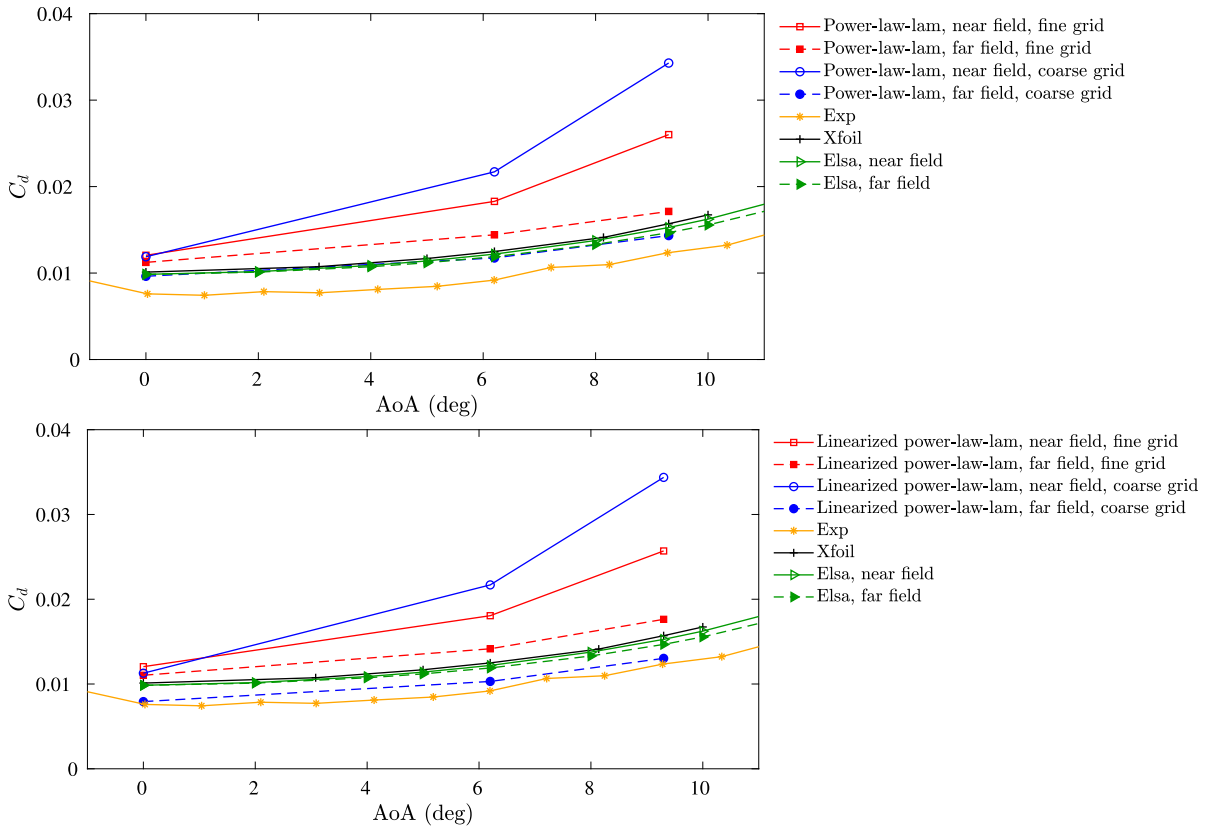 0.04
0.03
0.02
0.01
0
C_d
0 2 4 6 8 10
AoA (deg)
Power-law-lam, near field, fine grid
Power-law-lam, far field, fine grid
Power-law-lam, near field, coarse grid
Power-law-lam, far field, coarse grid
Exp
Xfoil
Elsa, near field
Elsa, far field
0.04
0.03
0.02
0.01
0
C_d
0 2 4 6 8 10
AoA (deg)
Linearized power-law-lam, near field, fine grid
Linearized power-law-lam, far field, fine grid
Linearized power-law-lam, near field, coarse grid
Linearized power-law-lam, far field, coarse grid
Exp
Xfoil
Elsa, near field
Elsa, far field